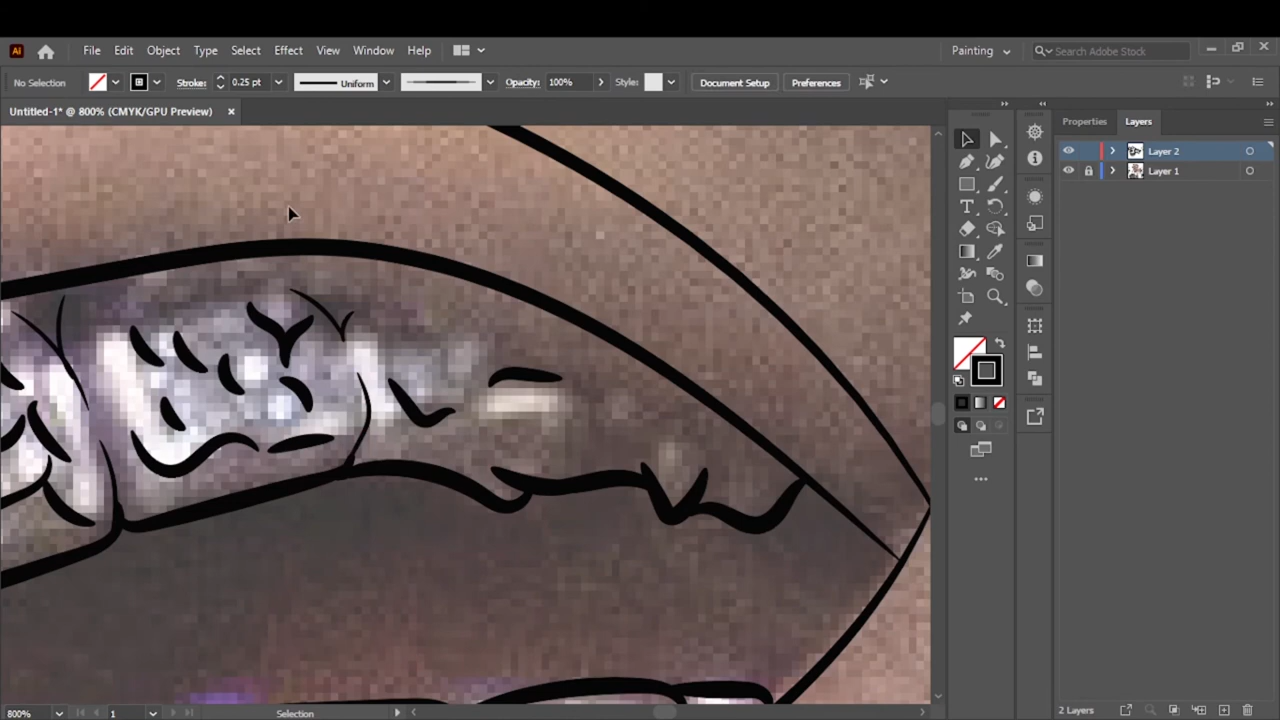 Ai File Edit Object Type Select Effect View Window Help Painting Search Adobe Stock
No Selection Stroke: 0.25 pt Uniform Opacity: 100% Style: Document Setup Preferences
Untitled-1* @ 800% (CMYK/GPU Preview) ×
Properties Layers
Layer 2
Layer 1
T
800% 1 Selection 2 Layers